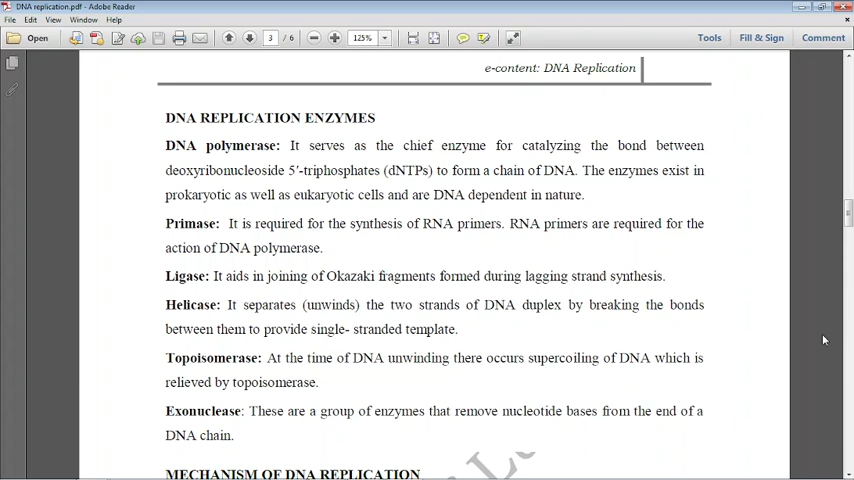 DNA replication.pdf - Adobe Reader
File Edit View Window Help
Open 3 / 6 125% Tools Fill & Sign Comment
e-content: DNA Replication
DNA REPLICATION ENZYMES
DNA polymerase: It serves as the chief enzyme for catalyzing the bond between
deoxyribonucleoside 5′-triphosphates (dNTPs) to form a chain of DNA. The enzymes exist in
prokaryotic as well as eukaryotic cells and are DNA dependent in nature.
Primase: It is required for the synthesis of RNA primers. RNA primers are required for the
action of DNA polymerase.
Ligase: It aids in joining of Okazaki fragments formed during lagging strand synthesis.
Helicase: It separates (unwinds) the two strands of DNA duplex by breaking the bonds
between them to provide single- stranded template.
Topoisomerase: At the time of DNA unwinding there occurs supercoiling of DNA which is
relieved by topoisomerase.
Exonuclease: These are a group of enzymes that remove nucleotide bases from the end of a
DNA chain.
MECHANISM OF DNA REPLICATION